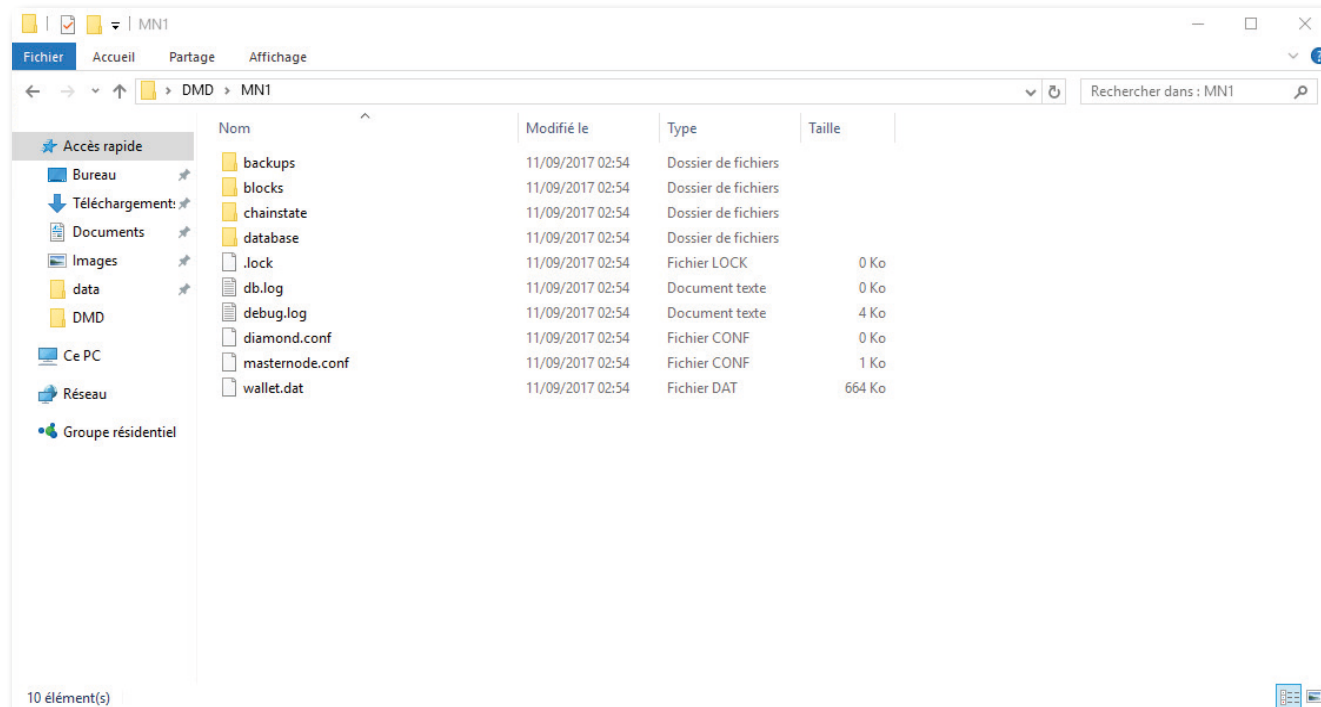 MN1
Fichier Accueil Partage Affichage
DMD > MN1 Rechercher dans : MN1
Nom Modifié le Type Taille
Accès rapide
Bureau
Téléchargement:
Documents
Images
data
DMD
Ce PC
Réseau
Groupe résidentiel
backups 11/09/2017 02:54 Dossier de fichiers
blocks 11/09/2017 02:54 Dossier de fichiers
chainstate 11/09/2017 02:54 Dossier de fichiers
database 11/09/2017 02:54 Dossier de fichiers
.lock 11/09/2017 02:54 Fichier LOCK 0 Ko
db.log 11/09/2017 02:54 Document texte 0 Ko
debug.log 11/09/2017 02:54 Document texte 4 Ko
diamond.conf 11/09/2017 02:54 Fichier CONF 0 Ko
masternode.conf 11/09/2017 02:54 Fichier CONF 1 Ko
wallet.dat 11/09/2017 02:54 Fichier DAT 664 Ko
10 élément(s)